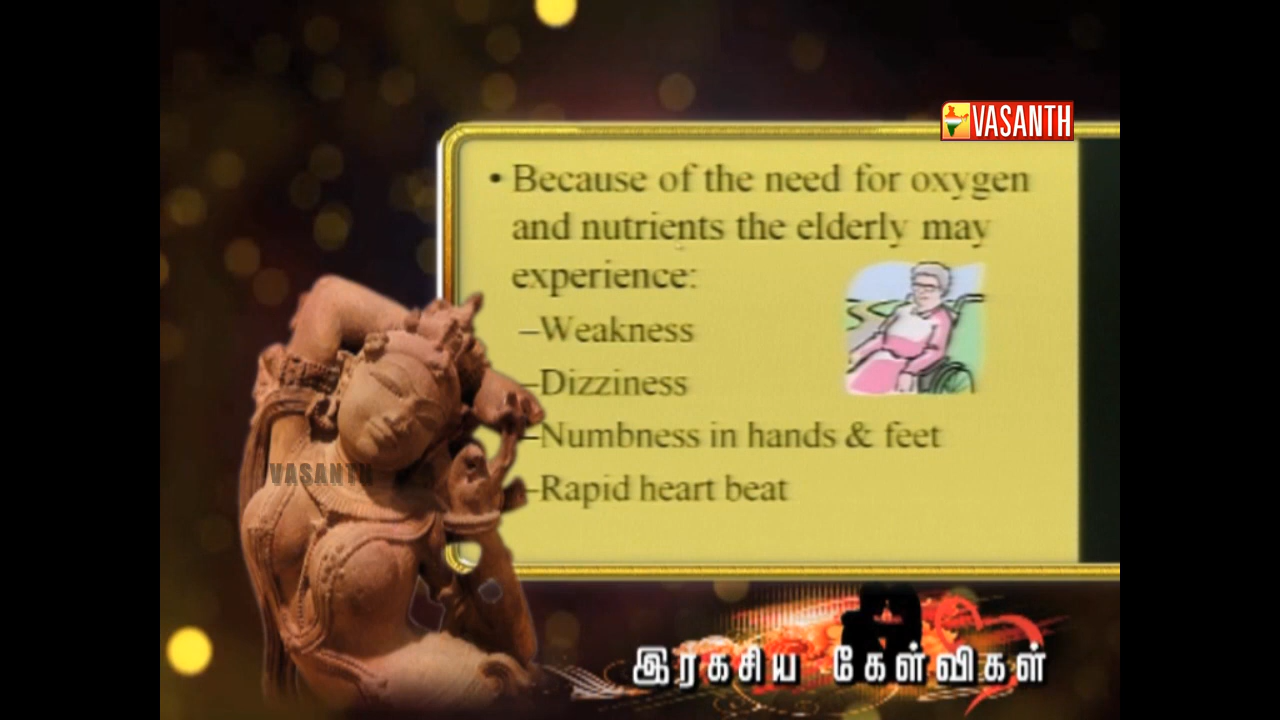 VASANTH
• Because of the need for oxygen
and nutrients the elderly may
experience:
–Weakness
–Dizziness
–Numbness in hands & feet
–Rapid heart beat
VASANTH
இரகசிய கேள்விகள்